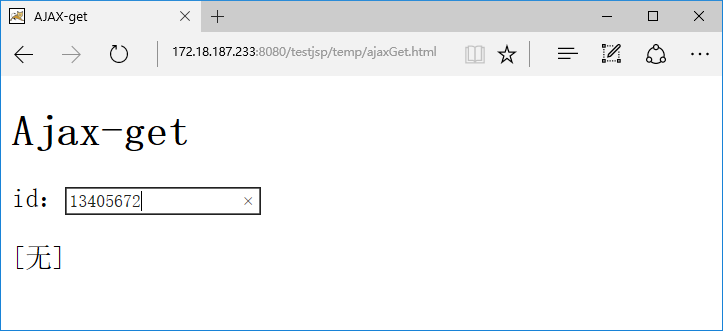 AJAX-get
172.18.187.233:8080/testjsp/temp/ajaxGet.html
Ajax-get
id: 13405672
[无]